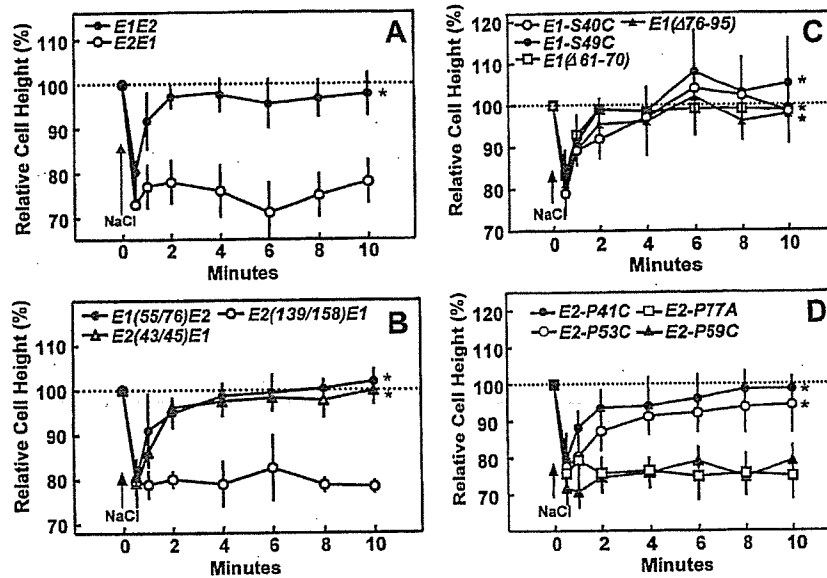 A
E1E2
E2E1
Relative Cell Height (%)
100
90
80
70
NaCl
*
0 2 4 6 8 10
Minutes
C
E1-S40C
E1(Δ76-95)
E1-S49C
E1(Δ61-70)
Relative Cell Height (%)
120
110
100
90
80
70
NaCl
*
*
*
0 2 4 6 8 10
Minutes
B
E1(55/76)E2
E2(139/158)E1
E2(43/45)E1
Relative Cell Height (%)
110
100
90
80
70
NaCl
*
*
0 2 4 6 8 10
Minutes
D
E2-P41C
E2-P77A
E2-P53C
E2-P59C
Relative Cell Height (%)
110
100
90
80
70
NaCl
*
*
0 2 4 6 8 10
Minutes